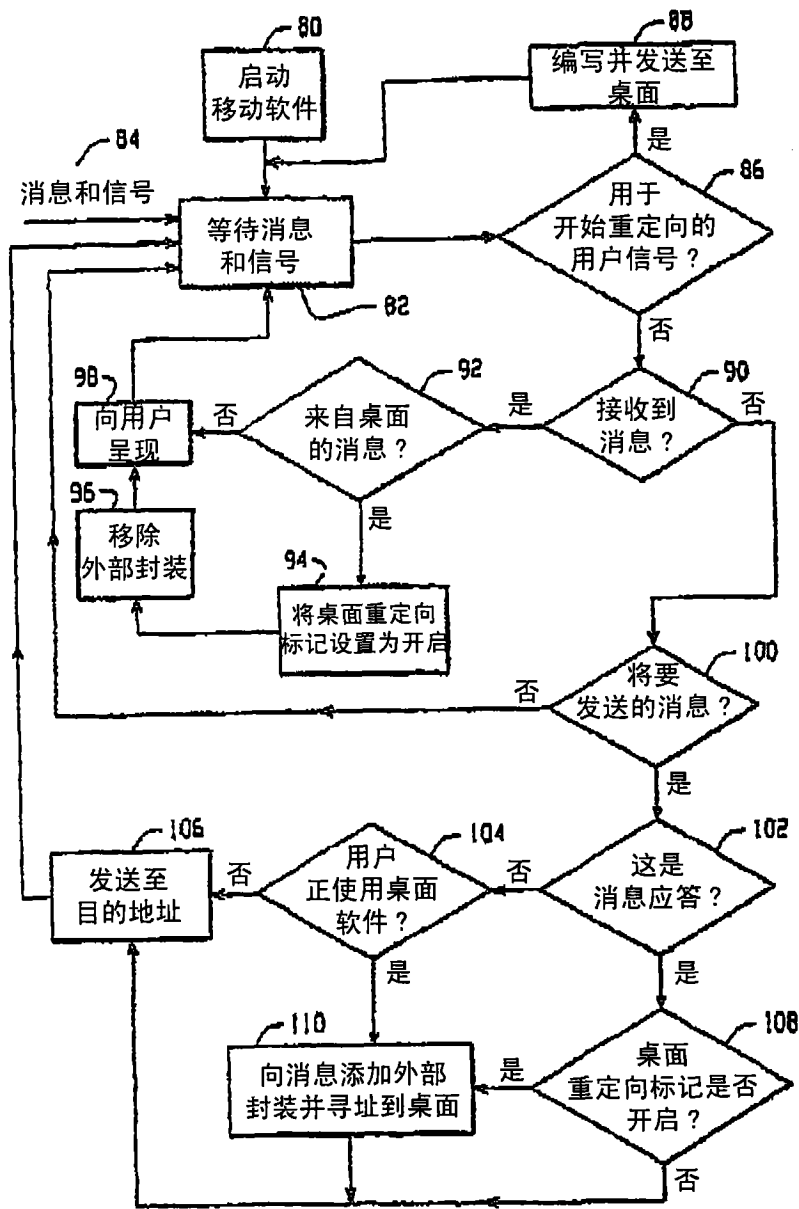 80
启动
移动软件
88
编写并发送至
桌面
84
消息和信号
是
86
用于
开始重定向的
用户信号？
等待消息
和信号
82
否
98
92
90
向用户
呈现
否
来自桌面
的消息？
是
接收到
消息？
否
96
移除
外部封装
是
94
将桌面重定向
标记设置为开启
100
将要
发送的消息？
否
是
106
104
102
发送至
目的地址
否
用户
正使用桌面
软件？
否
这是
消息应答？
是
是
110
108
向消息添加外部
封装并寻址到桌面
是
桌面
重定向标记是否
开启？
否